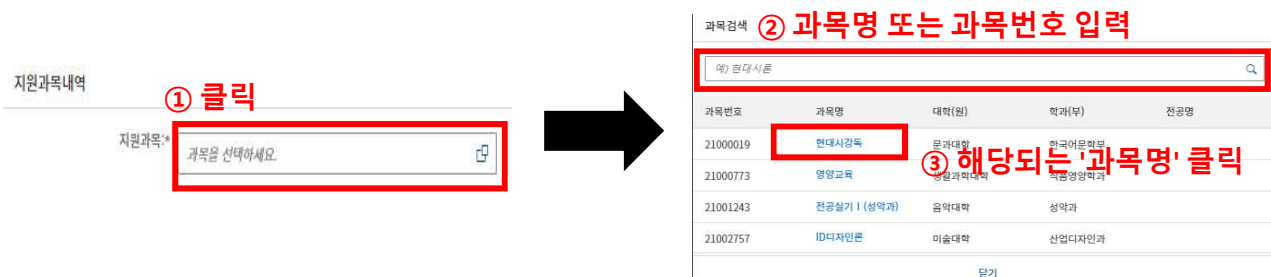 지원과목내역
① 클릭
지원과목:*
과목을 선택하세요.
과목검색
② 과목명 또는 과목번호 입력
예) 현대시론
과목번호 과목명 대학(원) 학과(부) 전공명
21000019 현대시강독 문과대학 한국어문학부
③ 해당되는 '과목명' 클릭
21000773 영양교육 생활과학대학 식품영양학과
21001243 전공실기 I (성악과) 음악대학 성악과
21002757 ID디자인론 미술대학 산업디자인과
닫기